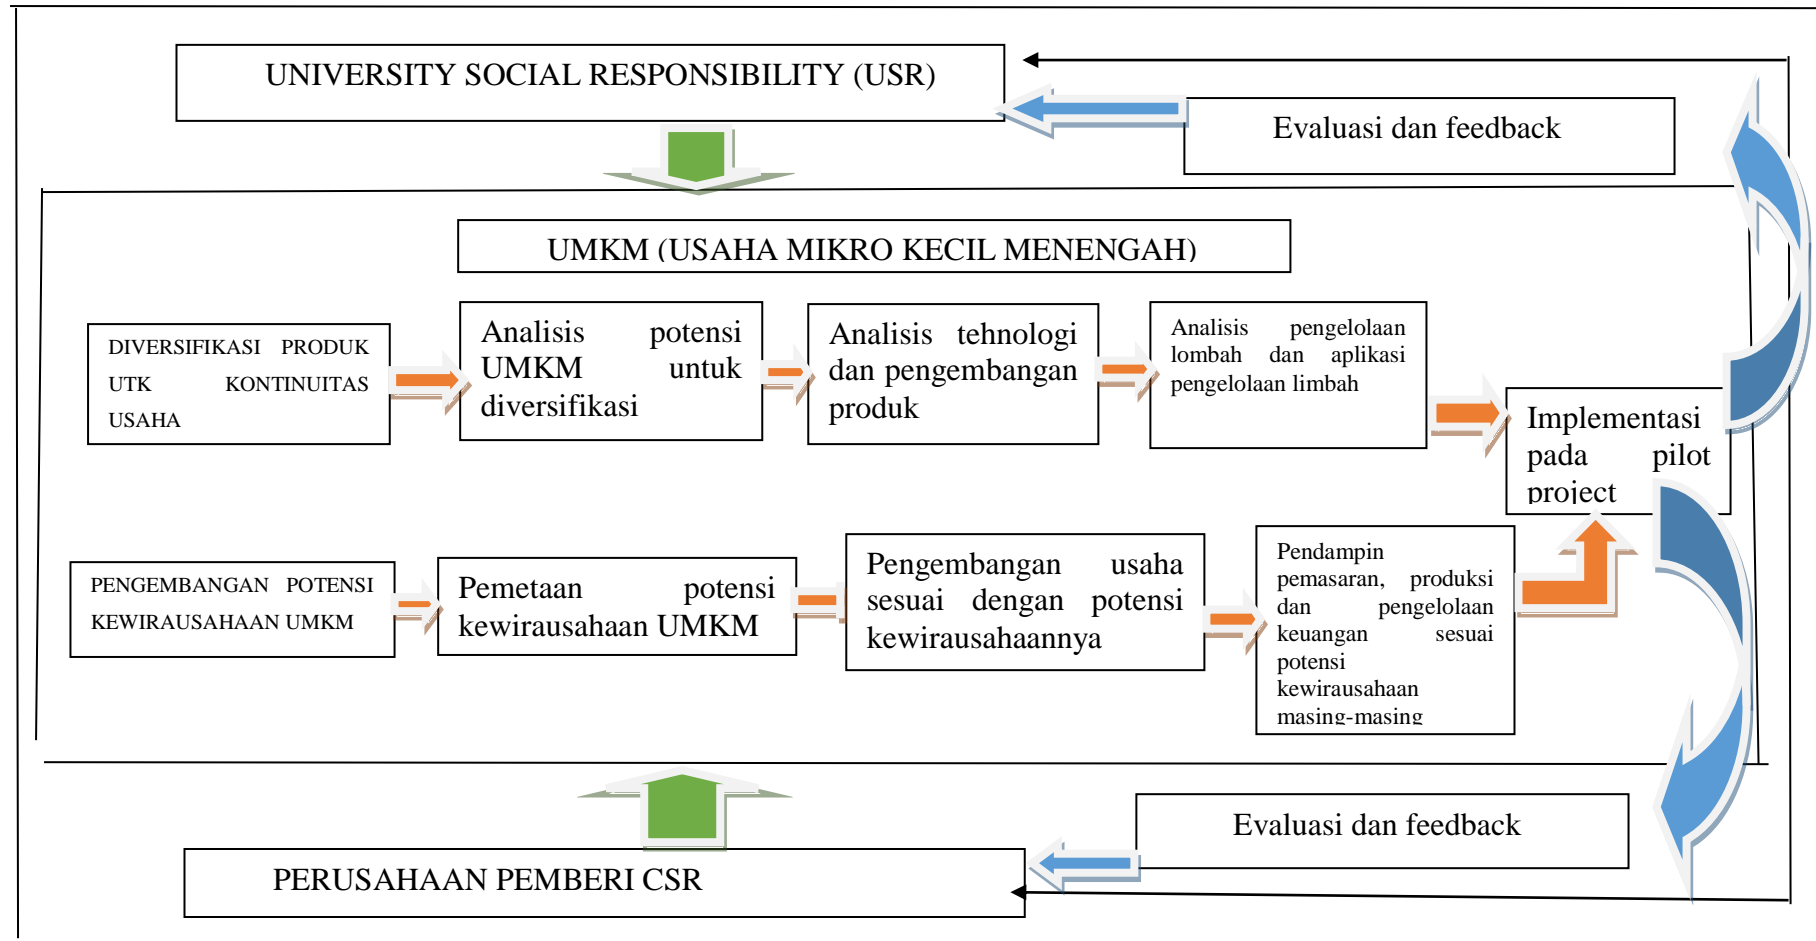 UNIVERSITY SOCIAL RESPONSIBILITY (USR)
Evaluasi dan feedback
UMKM (USAHA MIKRO KECIL MENENGAH)
DIVERSIFIKASI PRODUK
UTK KONTINUITAS
USAHA
Analisis potensi
UMKM untuk
diversifikasi
Analisis tehnologi
dan pengembangan
produk
Analisis pengelolaan
lombah dan aplikasi
pengelolaan limbah
Implementasi
pada pilot
project
PENGEMBANGAN POTENSI
KEWIRAUSAHAAN UMKM
Pemetaan potensi
kewirausahaan UMKM
Pengembangan usaha
sesuai dengan potensi
kewirausahaannya
Pendampin
pemasaran, produksi
dan pengelolaan
keuangan sesuai
potensi
kewirausahaan
masing-masing
Evaluasi dan feedback
PERUSAHAAN PEMBERI CSR